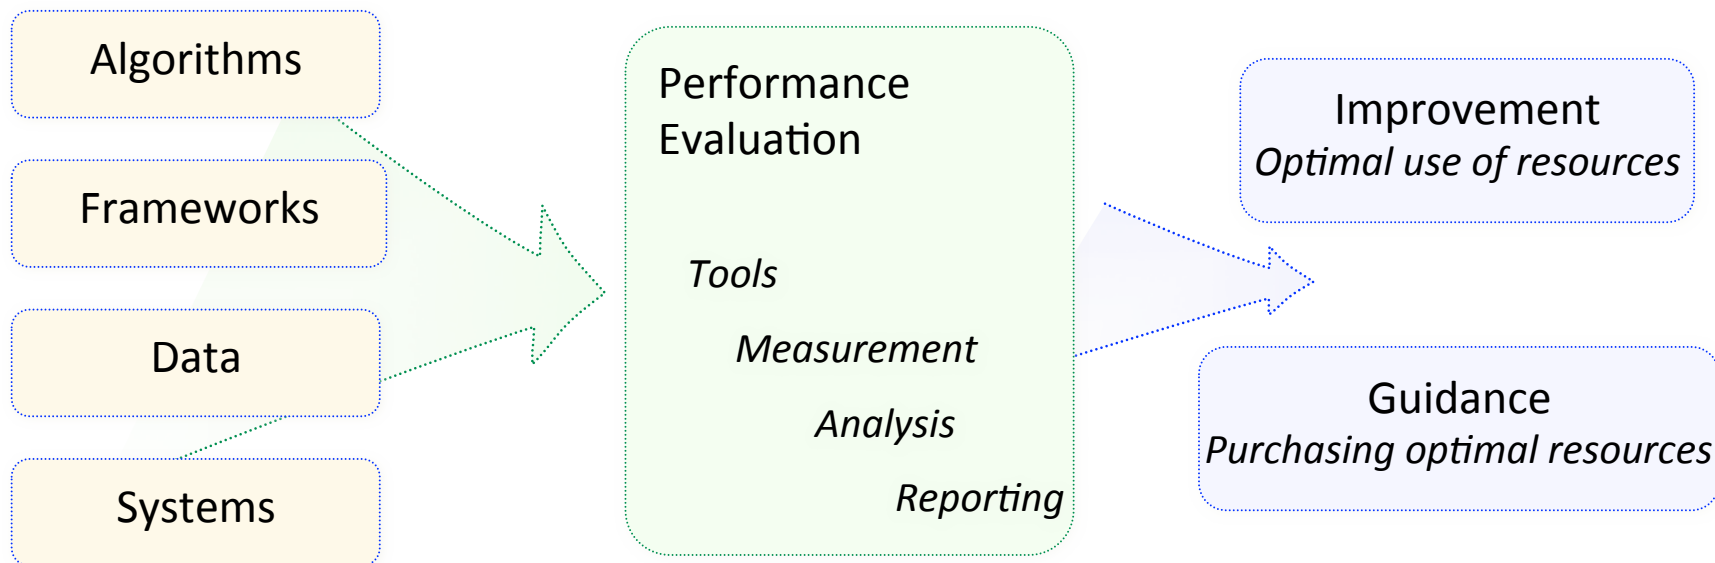 Algorithms
Frameworks
Data
Systems
Performance
Evaluation
Tools
Measurement
Analysis
Reporting
Improvement
Optimal use of resources
Guidance
Purchasing optimal resources